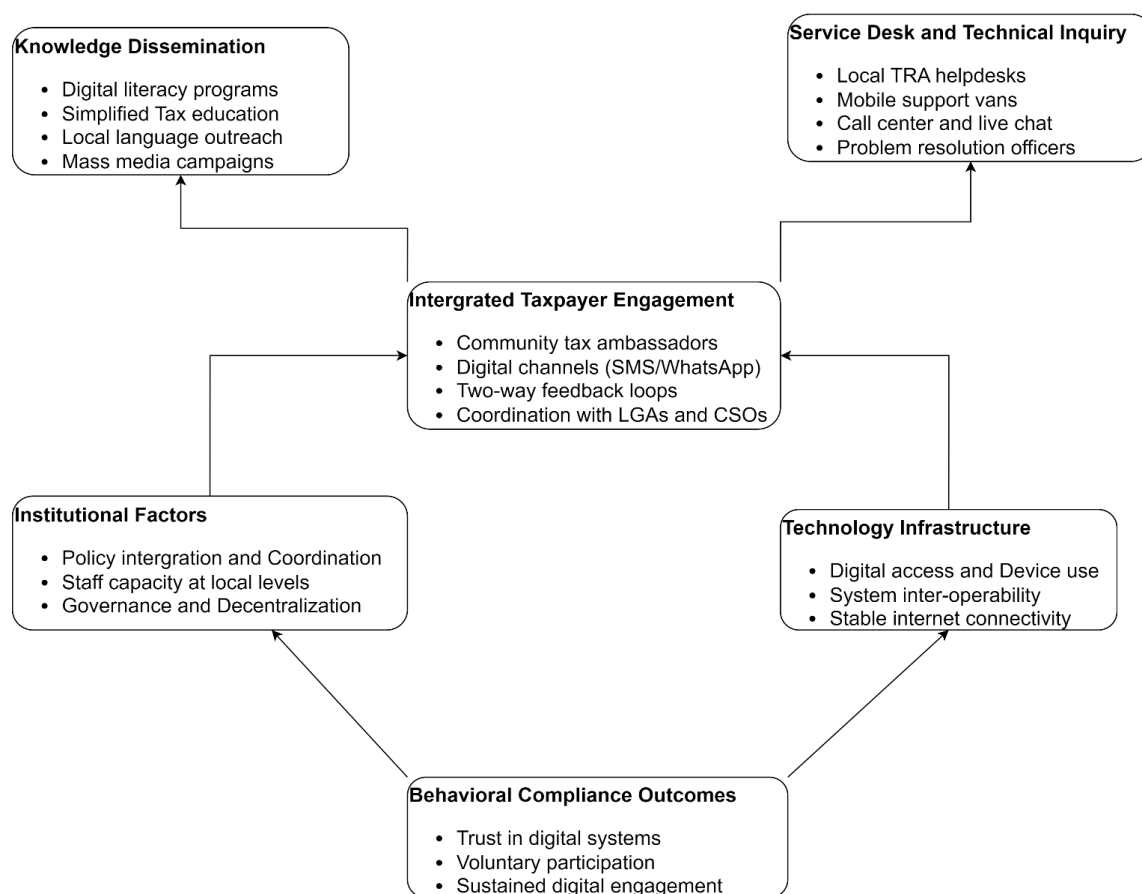 Knowledge Dissemination
• Digital literacy programs
• Simplified Tax education
• Local language outreach
• Mass media campaigns
Service Desk and Technical Inquiry
• Local TRA helpdesks
• Mobile support vans
• Call center and live chat
• Problem resolution officers
Intergrated Taxpayer Engagement
• Community tax ambassadors
• Digital channels (SMS/WhatsApp)
• Two-way feedback loops
• Coordination with LGAs and CSOs
Institutional Factors
• Policy intergration and Coordination
• Staff capacity at local levels
• Governance and Decentralization
Technology Infrastructure
• Digital access and Device use
• System inter-operability
• Stable internet connectivity
Behavioral Compliance Outcomes
• Trust in digital systems
• Voluntary participation
• Sustained digital engagement